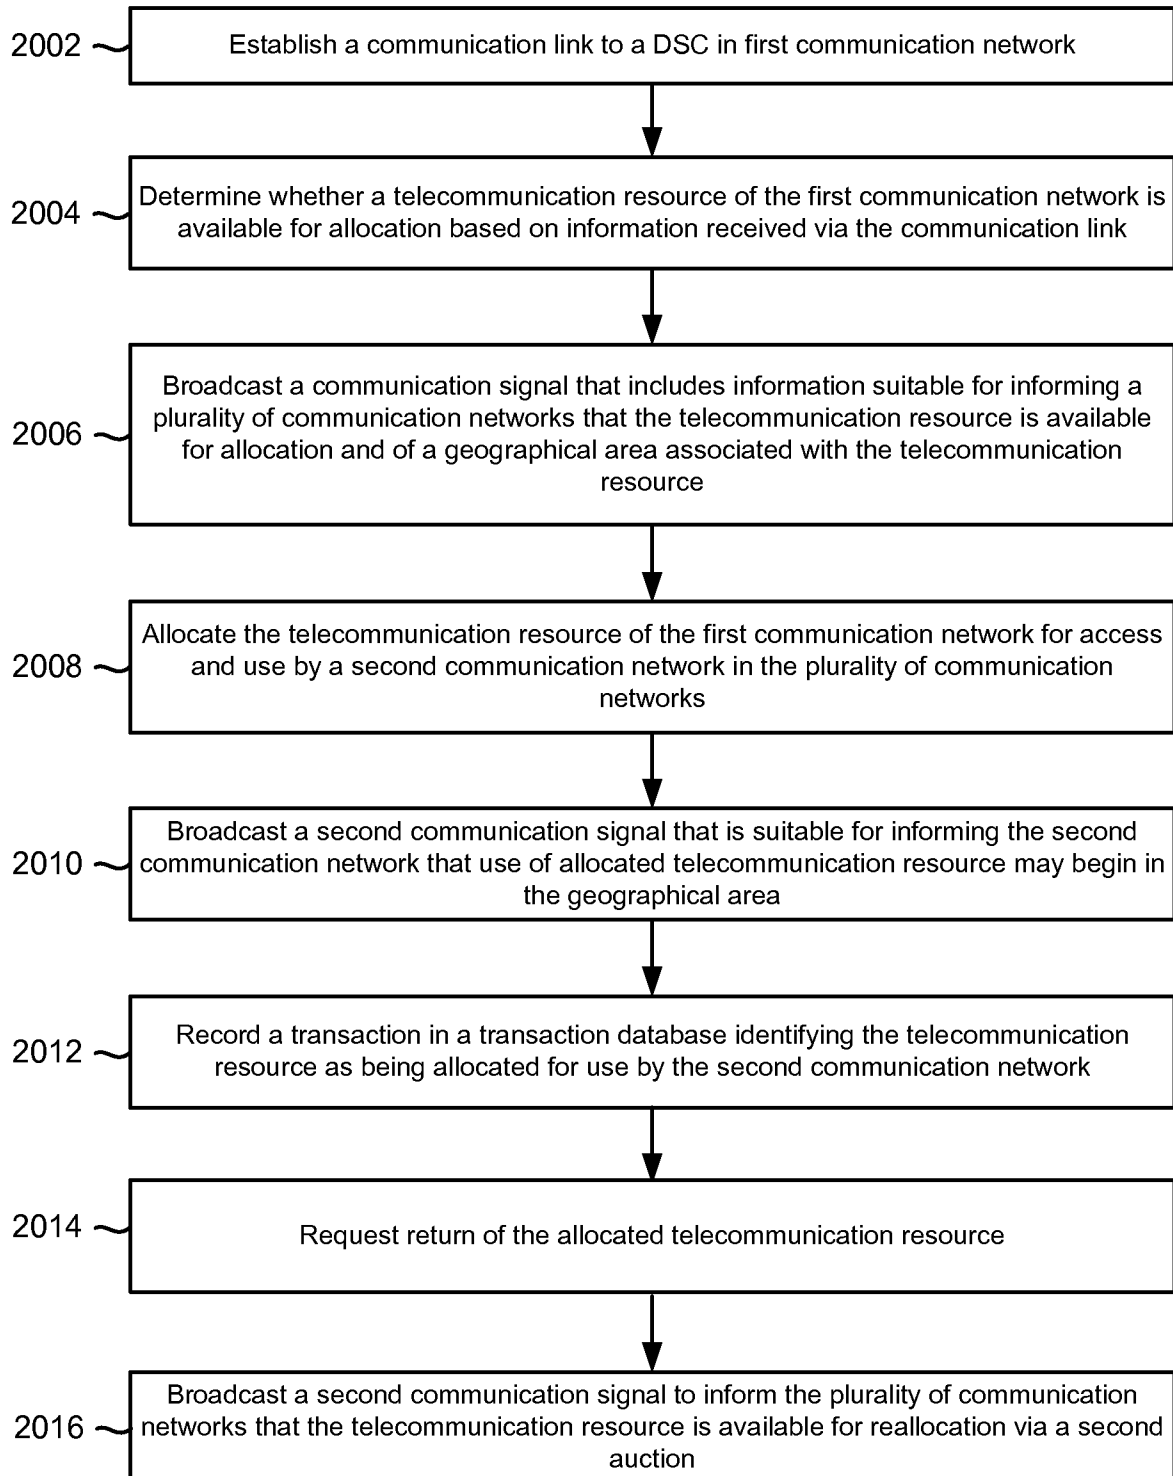 2002
Establish a communication link to a DSC in first communication network
2004
Determine whether a telecommunication resource of the first communication network is
available for allocation based on information received via the communication link
2006
Broadcast a communication signal that includes information suitable for informing a
plurality of communication networks that the telecommunication resource is available
for allocation and of a geographical area associated with the telecommunication
resource
2008
Allocate the telecommunication resource of the first communication network for access
and use by a second communication network in the plurality of communication
networks
2010
Broadcast a second communication signal that is suitable for informing the second
communication network that use of allocated telecommunication resource may begin in
the geographical area
2012
Record a transaction in a transaction database identifying the telecommunication
resource as being allocated for use by the second communication network
2014
Request return of the allocated telecommunication resource
2016
Broadcast a second communication signal to inform the plurality of communication
networks that the telecommunication resource is available for reallocation via a second
auction